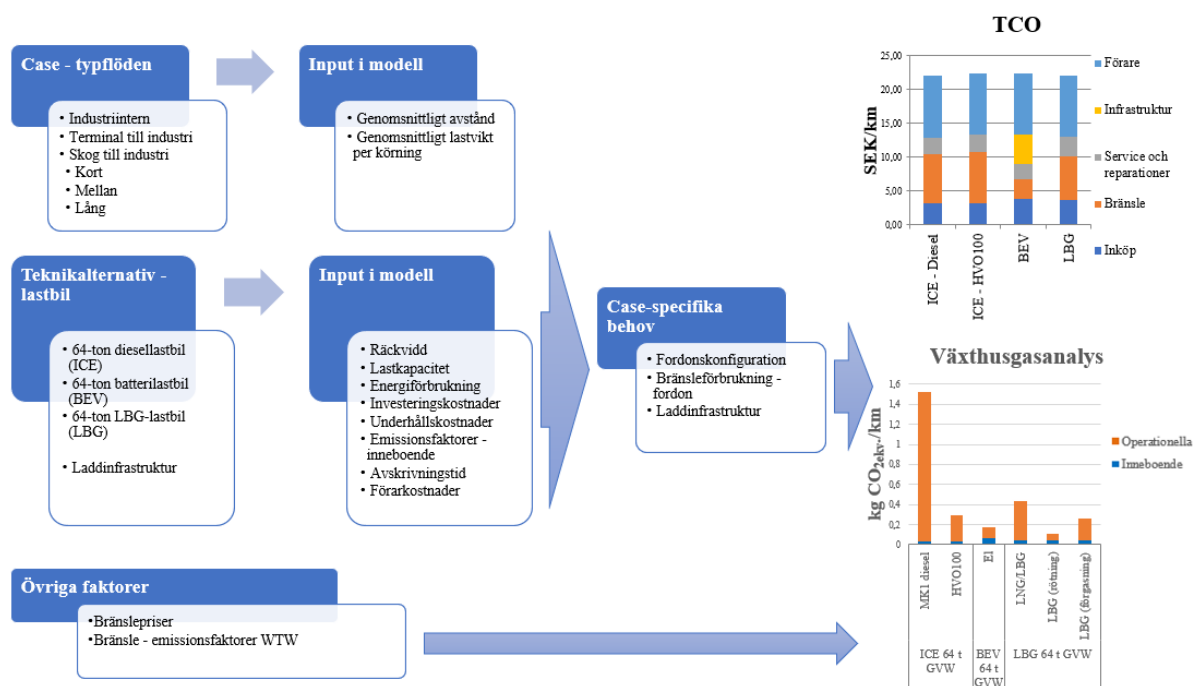 Case - typflöden
• Industriintern
• Terminal till industri
• Skog till industri
• Kort
• Mellan
• Lång
Input i modell
• Genomsnittligt avstånd
• Genomsnittligt lastvikt
per körning
Teknikalternativ -
lastbil
• 64-ton diesellastbil
(ICE)
• 64-ton batterilastbil
(BEV)
• 64-ton LBG-lastbil
(LBG)
• Laddinfrastruktur
Input i modell
• Räckvidd
• Lastkapacitet
• Energiförbrukning
• Investeringskostnader
• Underhållskostnader
• Emissionsfaktorer -
inneboende
• Avskrivningstid
• Förarkostnader
Case-specifika
behov
• Fordonskonfiguration
• Bränsleförbrukning -
fordon
• Laddinfrastruktur
Övriga faktorer
•Bränslepriser
•Bränsle - emissionsfaktorer WTW
TCO
SEK/km
25,00
20,00
15,00
10,00
5,00
0,00
ICE - Diesel
ICE - HVO100
BEV
LBG
Förare
Infrastruktur
Service och
reparationer
Bränsle
Inköp
Växthusgasanalys
kg CO2ekv-/km
1,6
1,4
1,2
1
0,8
0,6
0,4
0,2
0
MK1 diesel
HVO100
El
LNG/LBG
LBG (rötning)
LBG (förgasning)
ICE 64 t
GVW
BEV
64 t
GVW
LBG 64 t GVW
Operationella
Inneboende